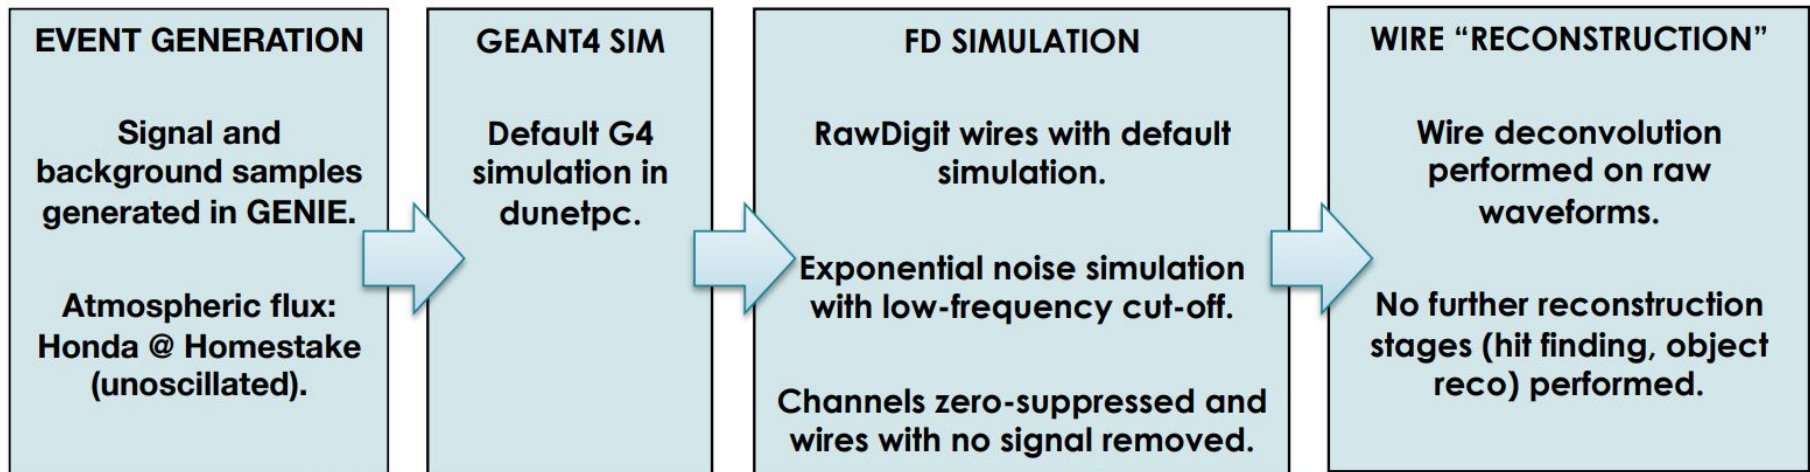 EVENT GENERATION
Signal and
background samples
generated in GENIE.
Atmospheric flux:
Honda @ Homestake
(unoscillated).
GEANT4 SIM
Default G4
simulation in
dunetpc.
FD SIMULATION
RawDigit wires with default
simulation.
Exponential noise simulation
with low-frequency cut-off.
Channels zero-suppressed and
wires with no signal removed.
WIRE “RECONSTRUCTION”
Wire deconvolution
performed on raw
waveforms.
No further reconstruction
stages (hit finding, object
reco) performed.